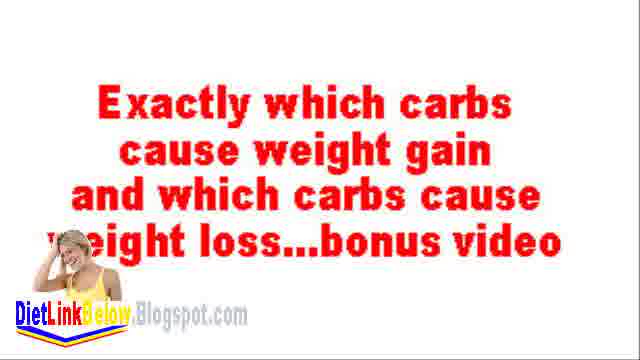 Exactly which carbs
cause weight gain
and which carbs cause
weight loss...bonus video
DietLinkBelow.Blogspot.com